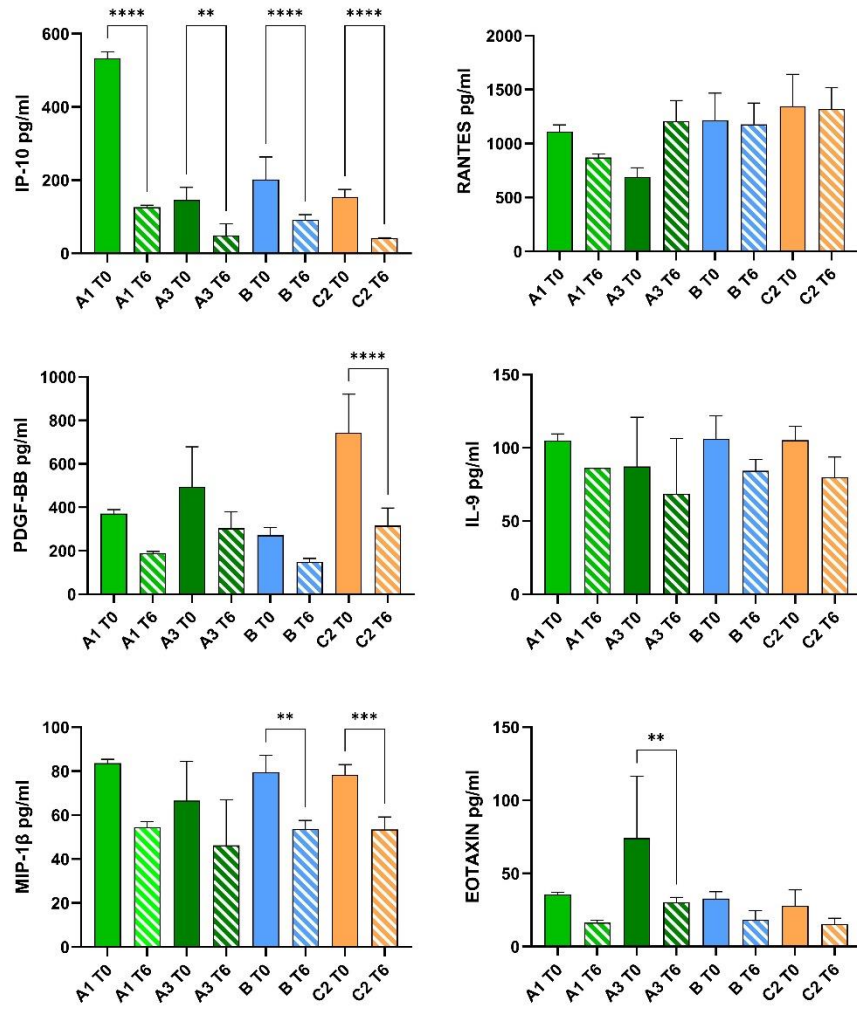 **** ** **** ****
600
400
200
0
IP-10 pg/ml
A1 T0 A1 T6 A3 T0 A3 T6 B T0 B T6 C2 T0 C2 T6
2000
1500
1000
500
0
RANTES pg/ml
A1 T0 A1 T6 A3 T0 A3 T6 B T0 B T6 C2 T0 C2 T6
****
1000
800
600
400
200
0
PDGF-BB pg/ml
A1 T0 A1 T6 A3 T0 A3 T6 B T0 B T6 C2 T0 C2 T6
150
100
50
0
IL-9 pg/ml
A1 T0 A1 T6 A3 T0 A3 T6 B T0 B T6 C2 T0 C2 T6
** ***
100
80
60
40
20
0
MIP-1β pg/ml
A1 T0 A1 T6 A3 T0 A3 T6 B T0 B T6 C2 T0 C2 T6
**
150
100
50
0
EOTAXIN pg/ml
A1 T0 A1 T6 A3 T0 A3 T6 B T0 B T6 C2 T0 C2 T6